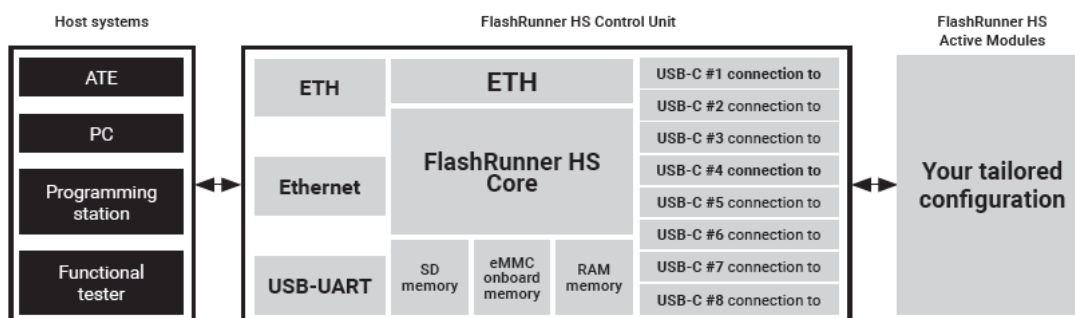 Host systems
ATE
PC
Programming
station
Functional
tester
FlashRunner HS Control Unit
ETH
Ethernet
USB-UART
ETH
FlashRunner HS
Core
SD
memory
eMMC
onboard
memory
RAM
memory
USB-C #1 connection to
USB-C #2 connection to
USB-C #3 connection to
USB-C #4 connection to
USB-C #5 connection to
USB-C #6 connection to
USB-C #7 connection to
USB-C #8 connection to
FlashRunner HS
Active Modules
Your tailored
configuration